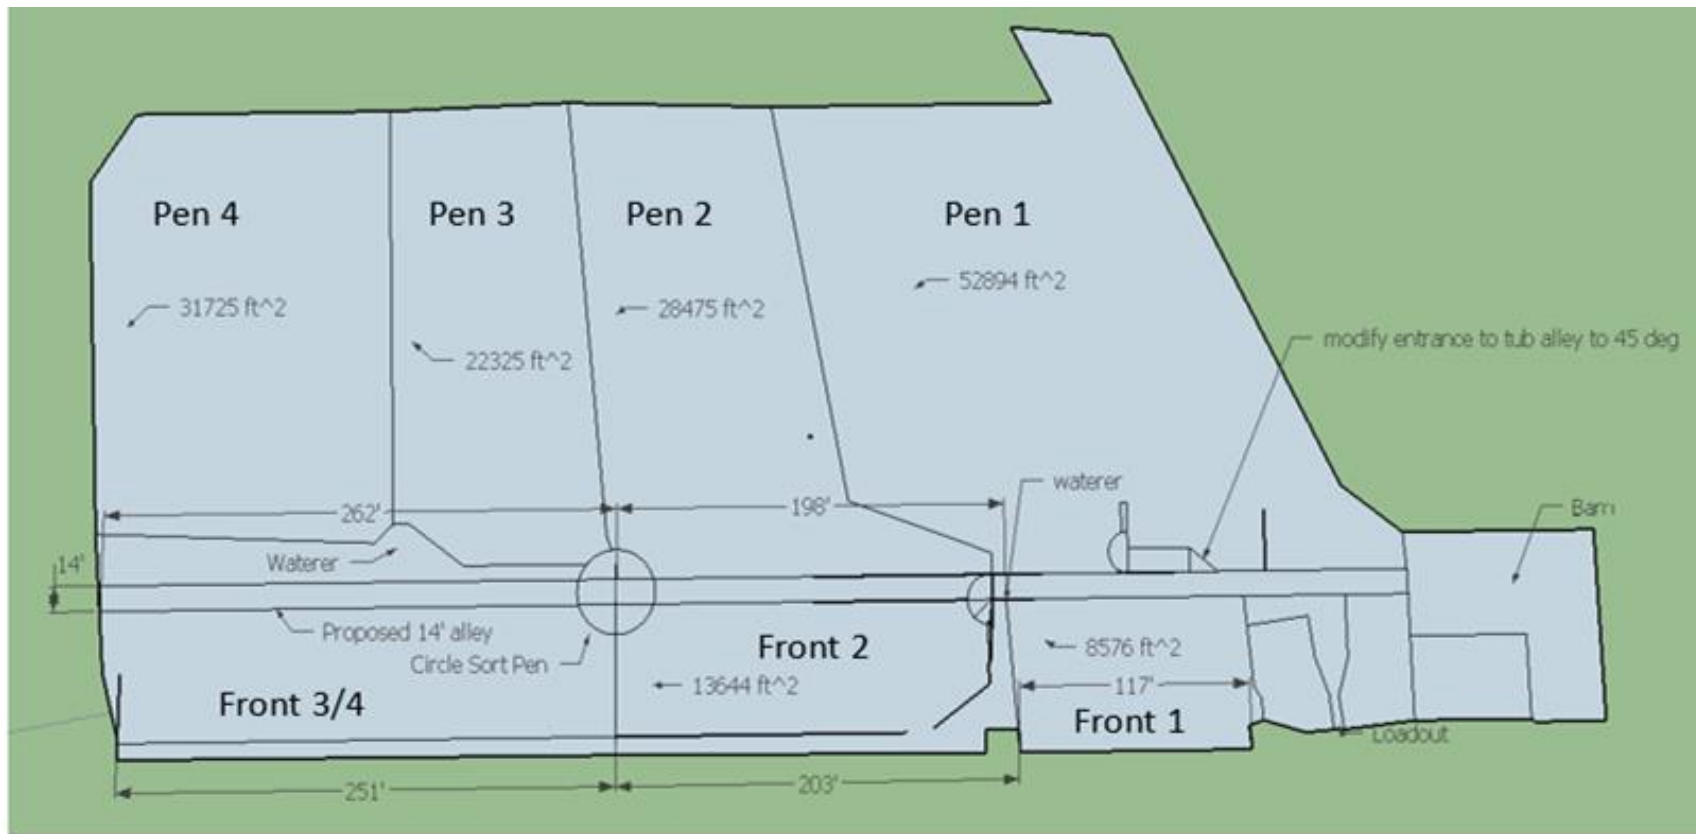 Pen 4
Pen 3
Pen 2
Pen 1
31725 ft^2
22325 ft^2
28475 ft^2
52894 ft^2
modify entrance to tub alley to 45 deg
waterer
Barn
262'
198'
Waterer
14'
Proposed 14' alley
Circle Sort Pen
Front 2
8576 ft^2
13644 ft^2
117'
Front 3/4
Front 1
Loadout
251'
203'